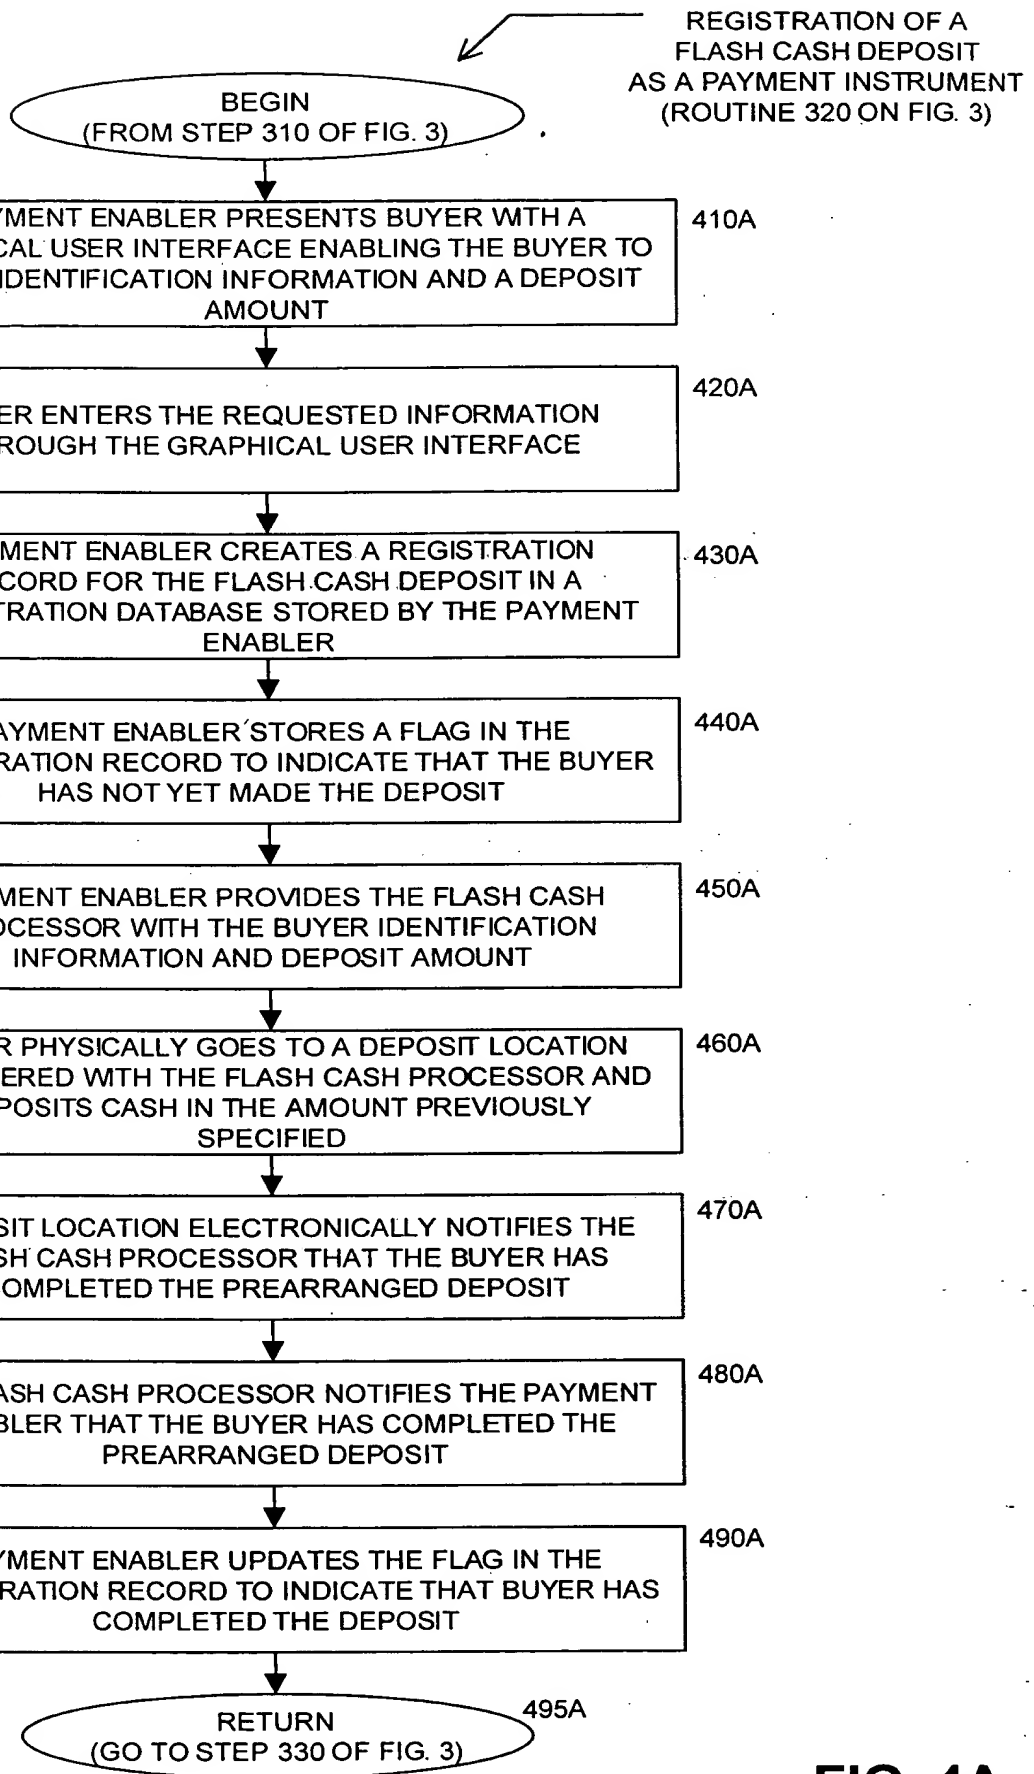 REGISTRATION OF A
FLASH CASH DEPOSIT
AS A PAYMENT INSTRUMENT
(ROUTINE 320 ON FIG. 3)
BEGIN
(FROM STEP 310 OF FIG. 3)
YMENT ENABLER PRESENTS BUYER WITH A
CAL USER INTERFACE ENABLING THE BUYER TO
IDENTIFICATION INFORMATION AND A DEPOSIT
AMOUNT
410A
ER ENTERS THE REQUESTED INFORMATION
ROUGH THE GRAPHICAL USER INTERFACE
420A
MENT ENABLER CREATES A REGISTRATION
CORD FOR THE FLASH CASH DEPOSIT IN A
TRATION DATABASE STORED BY THE PAYMENT
ENABLER
430A
AYMENT ENABLER STORES A FLAG IN THE
RATION RECORD TO INDICATE THAT THE BUYER
HAS NOT YET MADE THE DEPOSIT
440A
MENT ENABLER PROVIDES THE FLASH CASH
OCESSOR WITH THE BUYER IDENTIFICATION
INFORMATION AND DEPOSIT AMOUNT
450A
R PHYSICALLY GOES TO A DEPOSIT LOCATION
ERED WITH THE FLASH CASH PROCESSOR AND
POSITS CASH IN THE AMOUNT PREVIOUSLY
SPECIFIED
460A
SIT LOCATION ELECTRONICALLY NOTIFIES THE
SH CASH PROCESSOR THAT THE BUYER HAS
OMPLETED THE PREARRANGED DEPOSIT
470A
ASH CASH PROCESSOR NOTIFIES THE PAYMENT
BLER THAT THE BUYER HAS COMPLETED THE
PREARRANGED DEPOSIT
480A
YMENT ENABLER UPDATES THE FLAG IN THE
RATION RECORD TO INDICATE THAT BUYER HAS
COMPLETED THE DEPOSIT
490A
RETURN
(GO TO STEP 330 OF FIG. 3)
495A
FIG. 4A